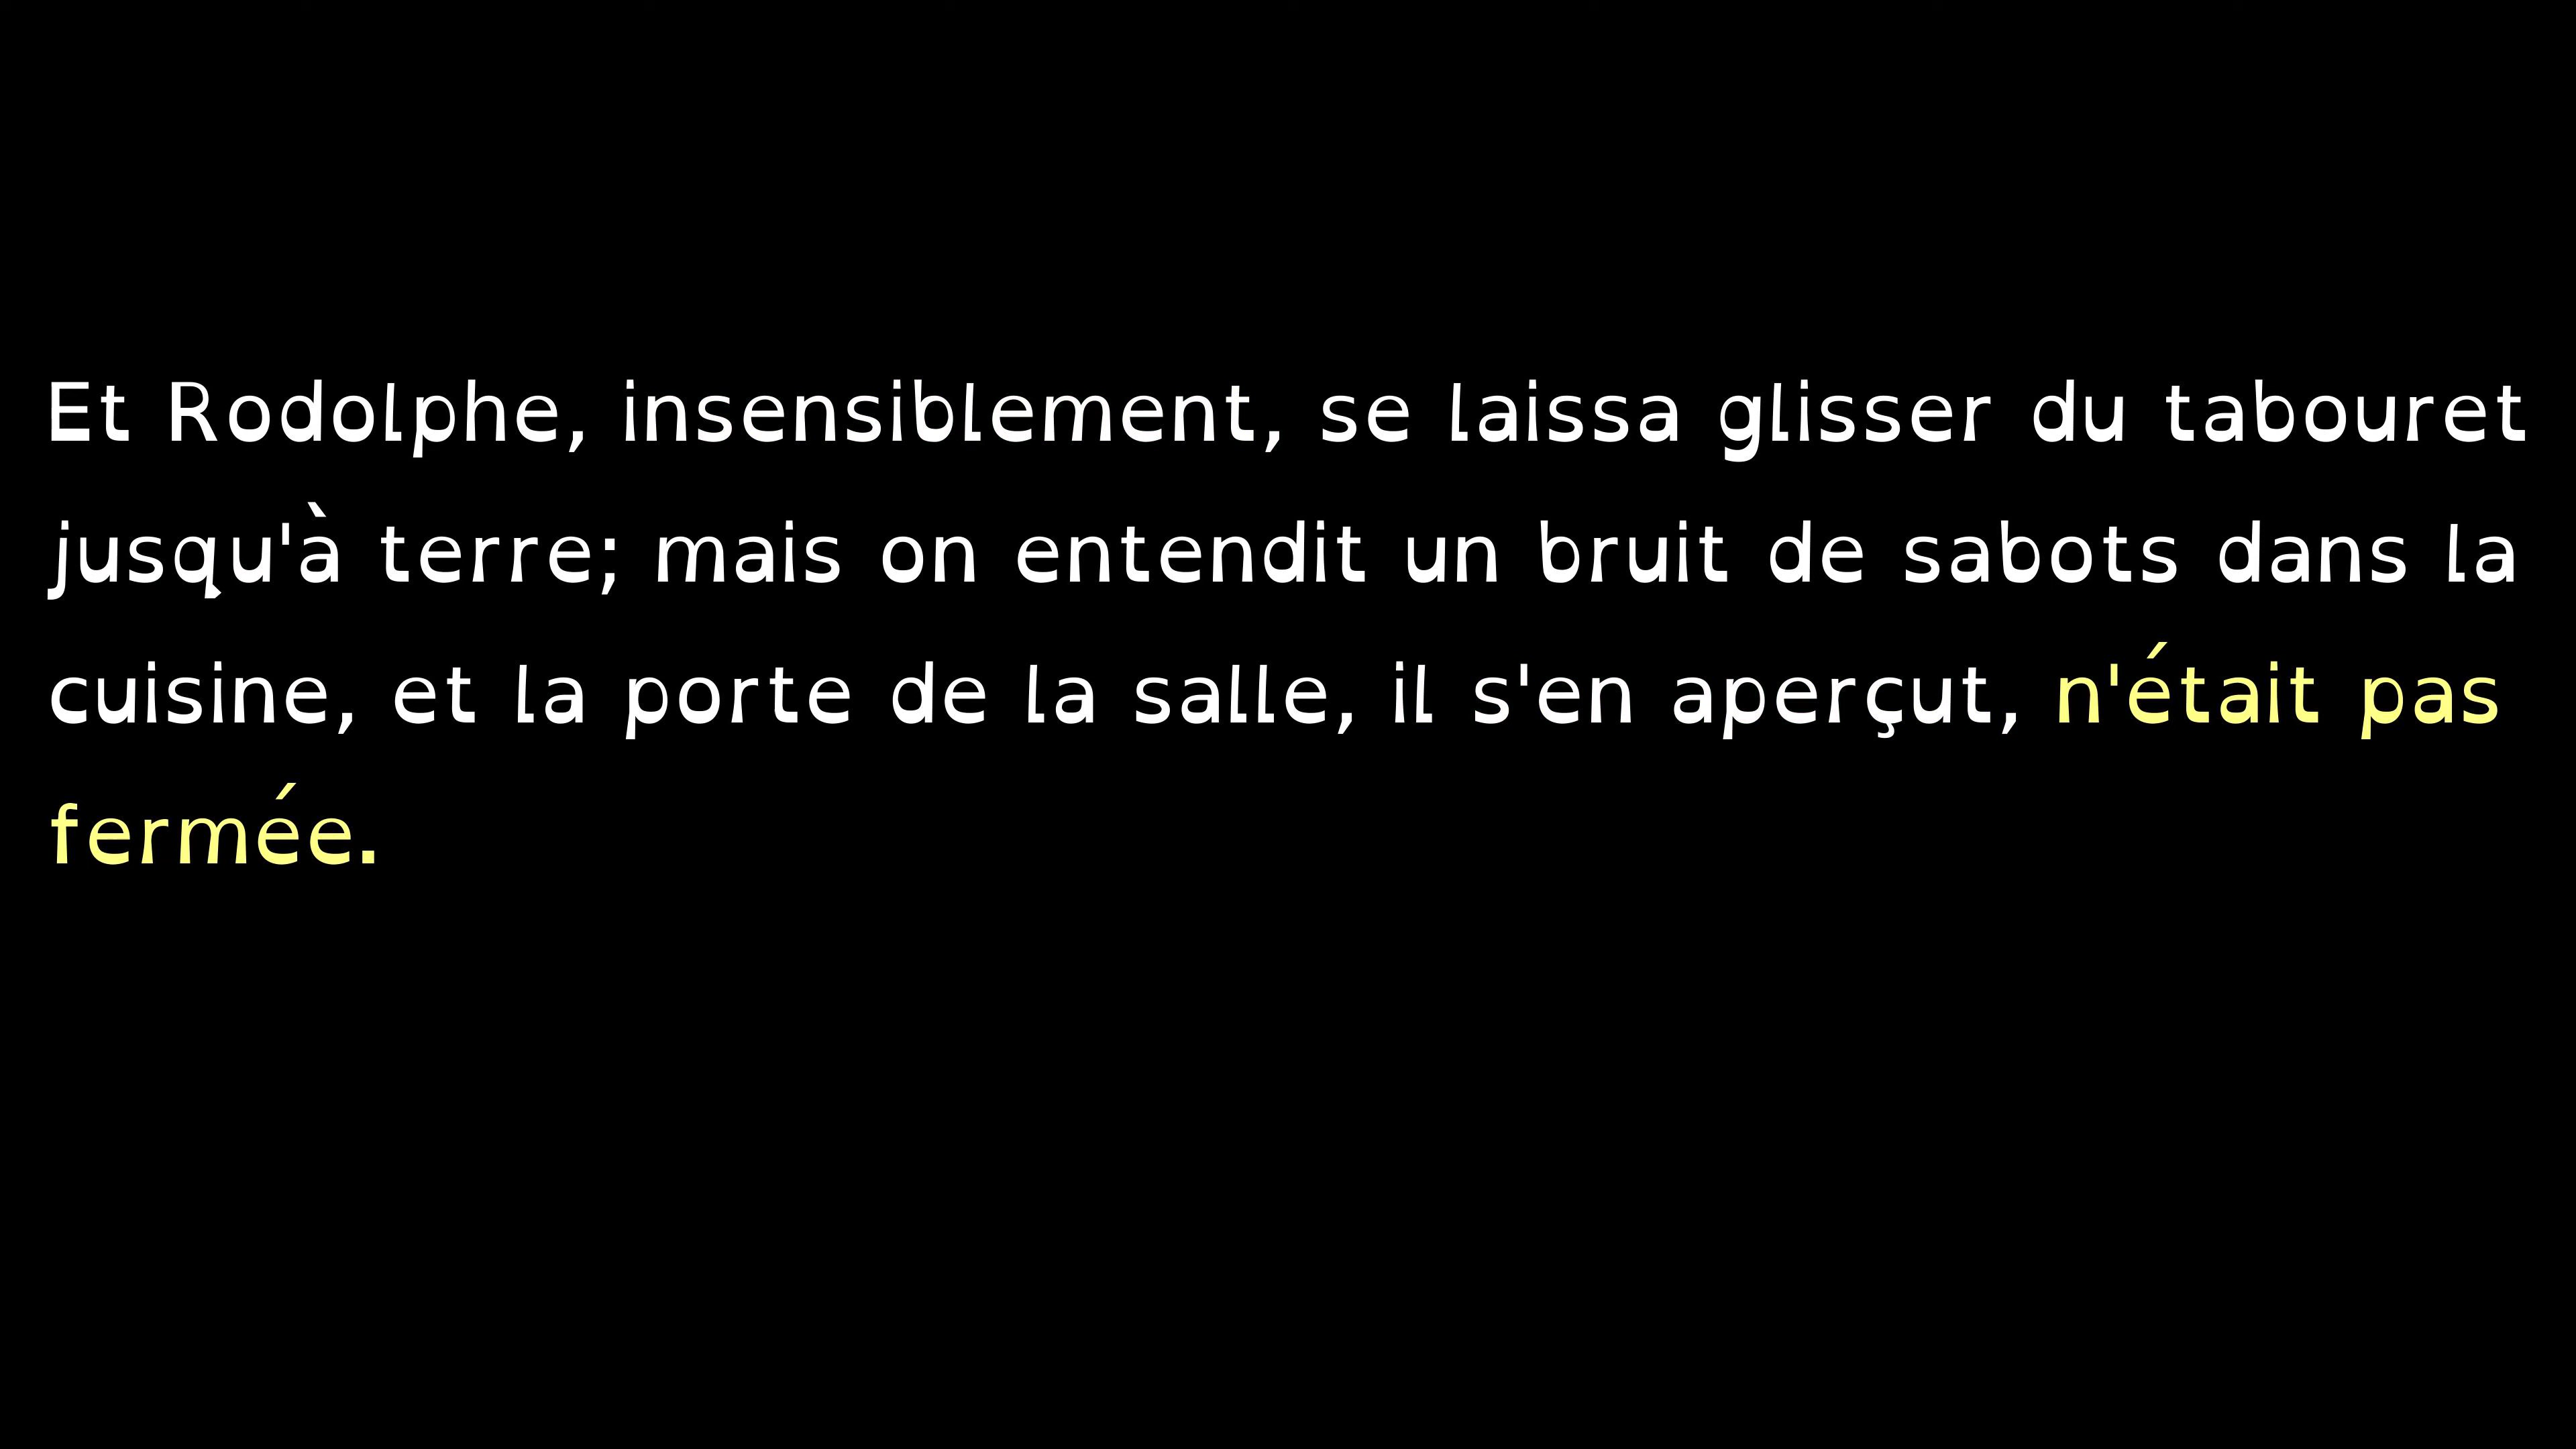 Et Rodolphe, insensiblement, se laissa glisser du tabouret
jusqu'à terre; mais on entendit un bruit de sabots dans la
cuisine, et la porte de la salle, il s'en aperçut, n'était pas
fermée.